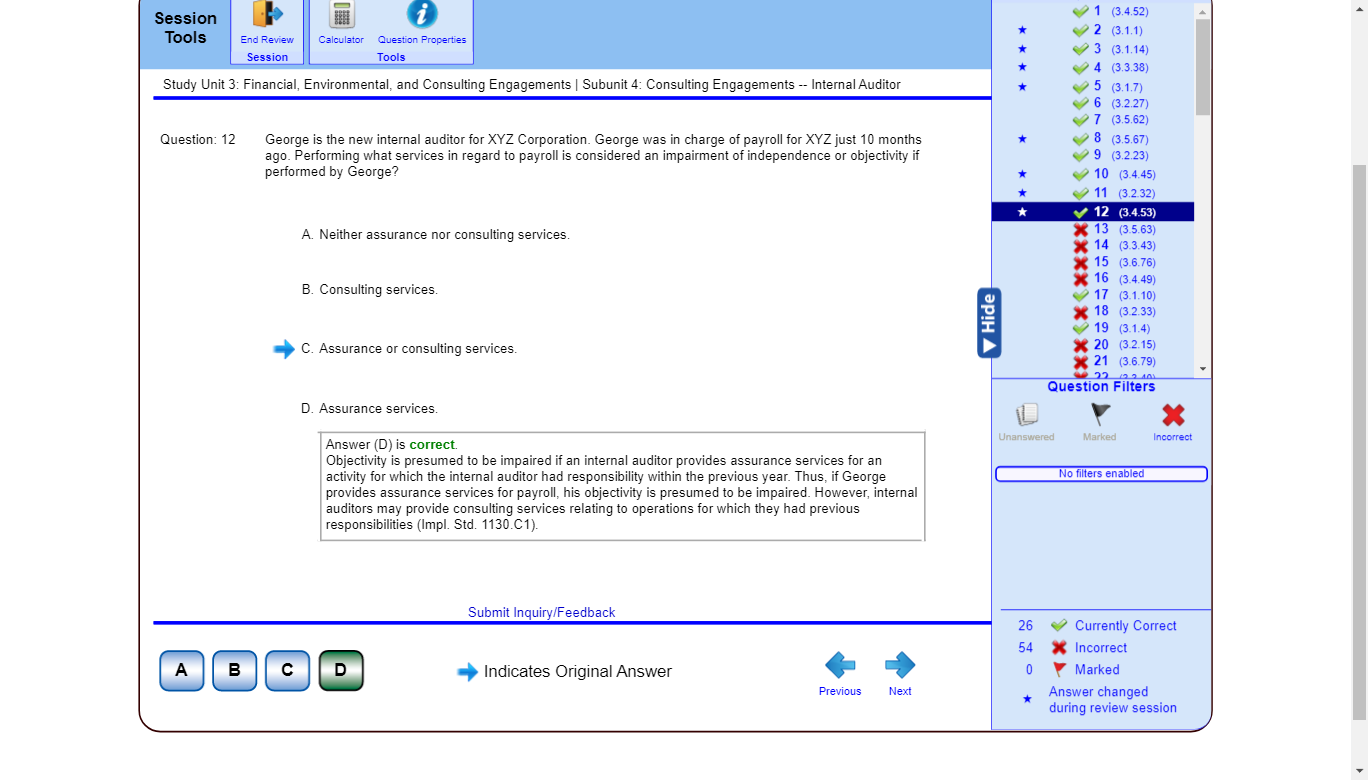 Session
Tools
End Review
Session
Calculator
Question Properties
Tools
Study Unit 3: Financial, Environmental, and Consulting Engagements | Subunit 4: Consulting Engagements -- Internal Auditor
Question: 12
George is the new internal auditor for XYZ Corporation. George was in charge of payroll for XYZ just 10 months
ago. Performing what services in regard to payroll is considered an impairment of independence or objectivity if
performed by George?
A. Neither assurance nor consulting services.
B. Consulting services.
C. Assurance or consulting services.
D. Assurance services.
Answer (D) is correct.
Objectivity is presumed to be impaired if an internal auditor provides assurance services for an
activity for which the internal auditor had responsibility within the previous year. Thus, if George
provides assurance services for payroll, his objectivity is presumed to be impaired. However, internal
auditors may provide consulting services relating to operations for which they had previous
responsibilities (Impl. Std. 1130.C1).
Submit Inquiry/Feedback
A B C D
Indicates Original Answer
Previous
Next
1 (3.4.52)
2 (3.1.1)
3 (3.1.14)
4 (3.3.38)
5 (3.1.7)
6 (3.2.27)
7 (3.5.62)
8 (3.5.67)
9 (3.2.23)
10 (3.4.45)
11 (3.2.32)
12 (3.4.53)
13 (3.5.63)
14 (3.3.43)
15 (3.6.76)
16 (3.4.49)
17 (3.1.10)
18 (3.2.33)
19 (3.1.4)
20 (3.2.15)
21 (3.6.79)
22
Hide
Question Filters
Unanswered
Marked
Incorrect
No filters enabled
26 Currently Correct
54 Incorrect
0 Marked
Answer changed
during review session